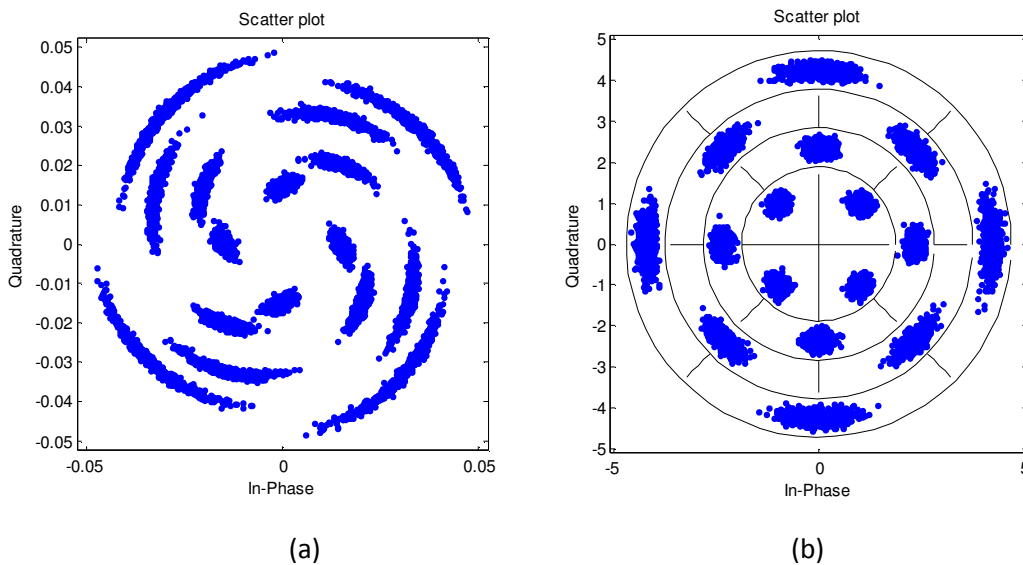 Scatter plot
0.05
0.04
0.03
0.02
0.01
0
-0.01
-0.02
-0.03
-0.04
-0.05
Quadrature
-0.05 0 0.05
In-Phase
(a)
Scatter plot
5
4
3
2
1
0
-1
-2
-3
-4
-5
Quadrature
-5 0 5
In-Phase
(b)